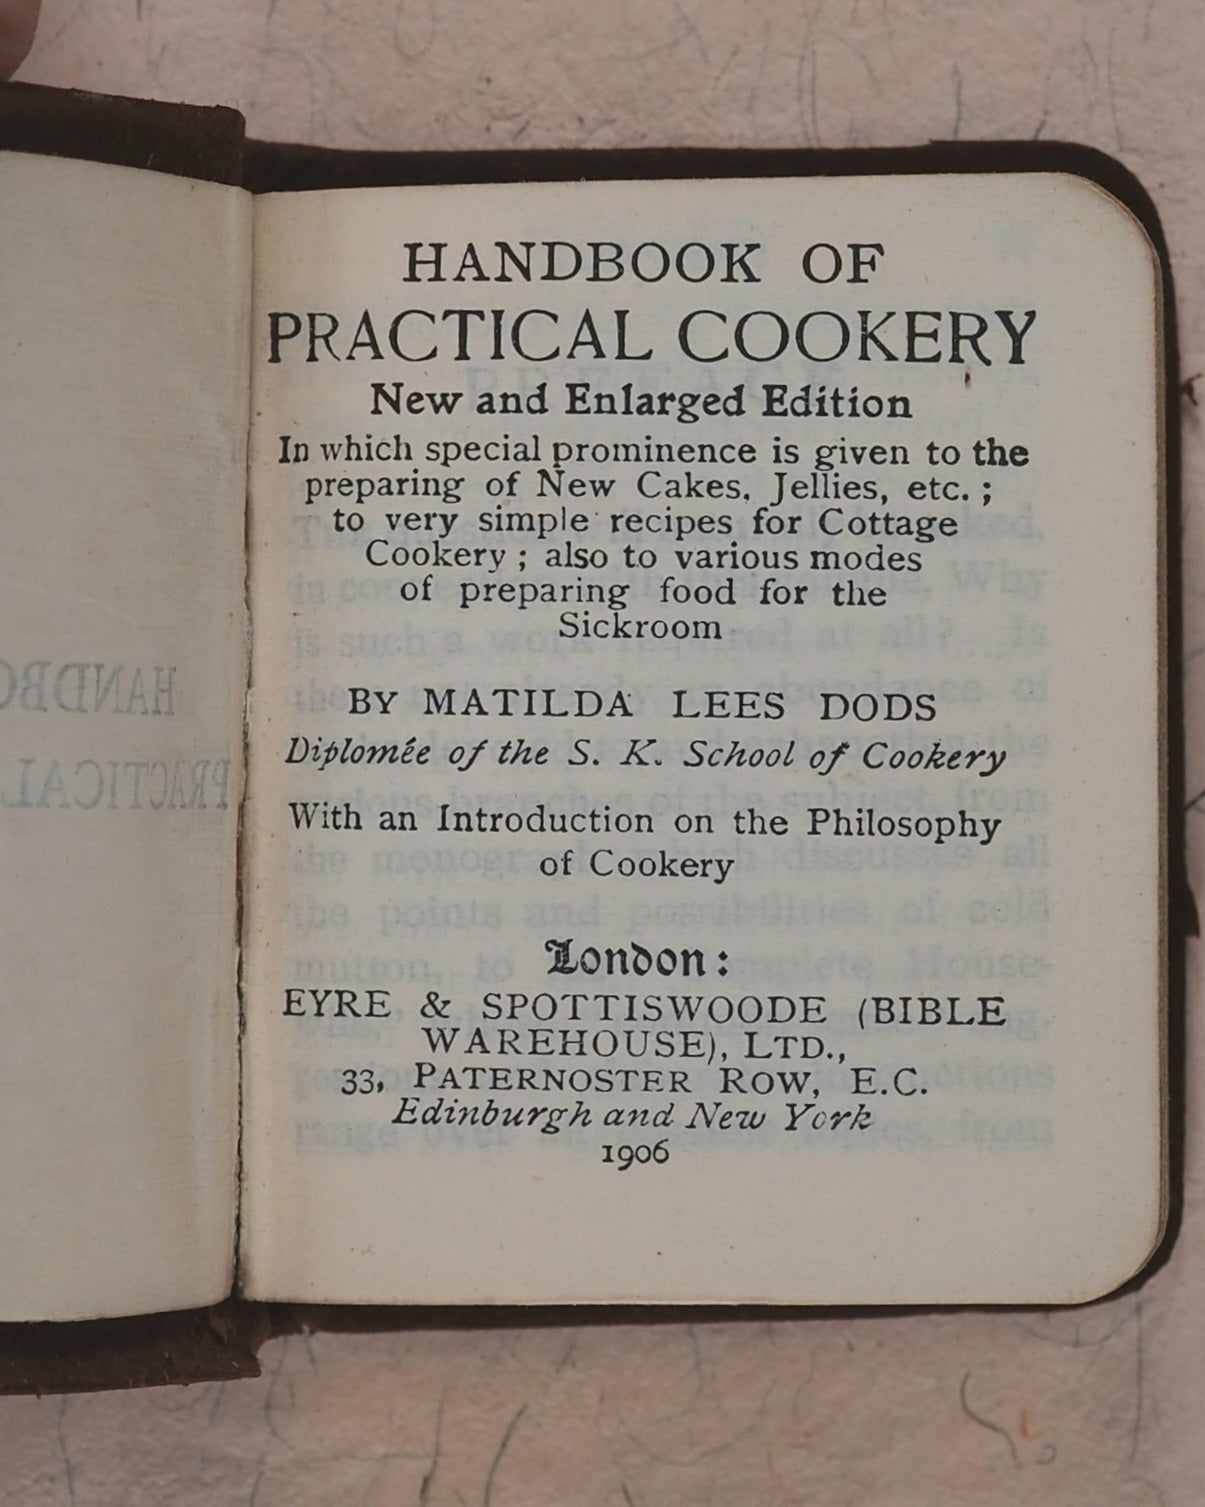 HANDBOOK OF
PRACTICAL COOKERY
New and Enlarged Edition
In which special prominence is given to the
preparing of New Cakes, Jellies, etc. ;
to very simple recipes for Cottage
Cookery ; also to various modes
of preparing food for the
Sickroom
BY MATILDA LEES DODS
Diplomée of the S. K. School of Cookery
With an Introduction on the Philosophy
of Cookery
London :
EYRE & SPOTTISWOODE (BIBLE
WAREHOUSE), LTD.,
33, PATERNOSTER ROW, E.C.
Edinburgh and New York
1906